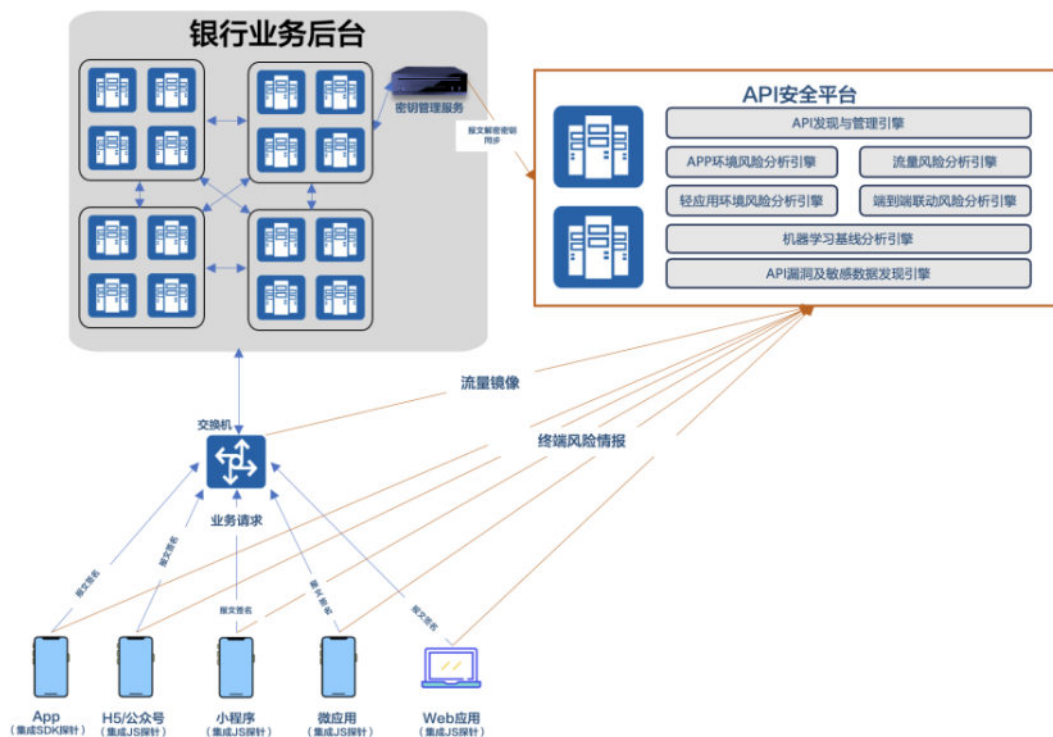 银行业务后台
密钥管理服务
报文解密密钥
同步
API安全平台
API发现与管理引擎
APP环境风险分析引擎
流量风险分析引擎
轻应用环境风险分析引擎
端到端联动风险分析引擎
机器学习基线分析引擎
API漏洞及敏感数据发现引擎
流量镜像
交换机
终端风险情报
业务请求
报文签名
报文签名
报文签名
报文签名
报文签名
App
（集成SDK探针）
H5/公众号
（集成JS探针）
小程序
（集成JS探针）
微应用
（集成JS探针）
Web应用
（集成JS探针）